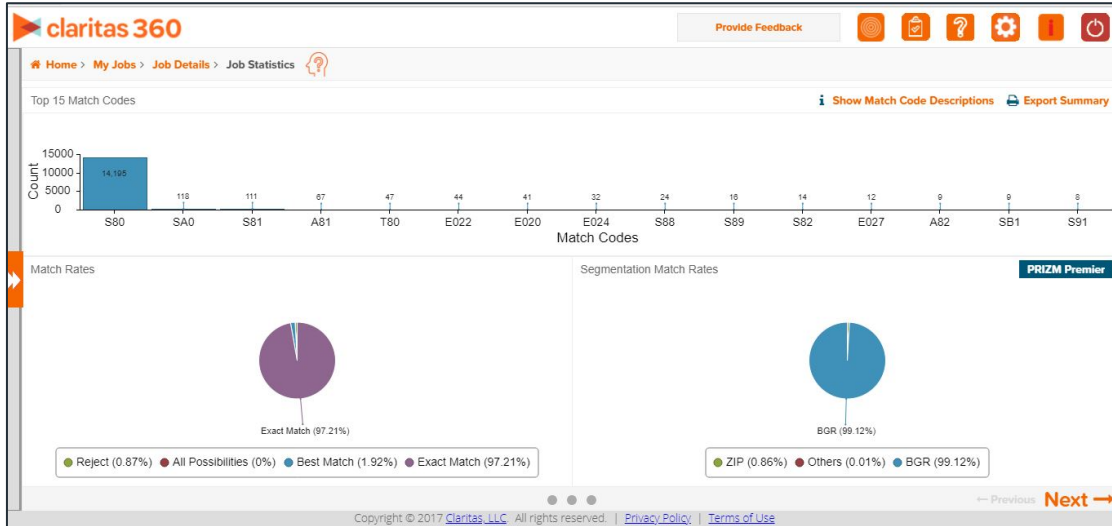 claritas 360
Provide Feedback
Home > My Jobs > Job Details > Job Statistics
Top 15 Match Codes
i Show Match Code Descriptions Export Summary
15000
10000
5000
0
Count
14,195 118 111 67 47 44 41 32 24 16 14 12 9 9 8
S80 SA0 S81 A81 T80 E022 E020 E024 S88 S89 S82 E027 A82 SB1 S91
Match Codes
Match Rates
Segmentation Match Rates
PRIZM Premier
Exact Match (97.21%)
BGR (99.12%)
Reject (0.87%) All Possibilities (0%) Best Match (1.92%) Exact Match (97.21%)
ZIP (0.86%) Others (0.01%) BGR (99.12%)
← Previous Next →
Copyright © 2017 Claritas, LLC All rights reserved. | Privacy Policy | Terms of Use